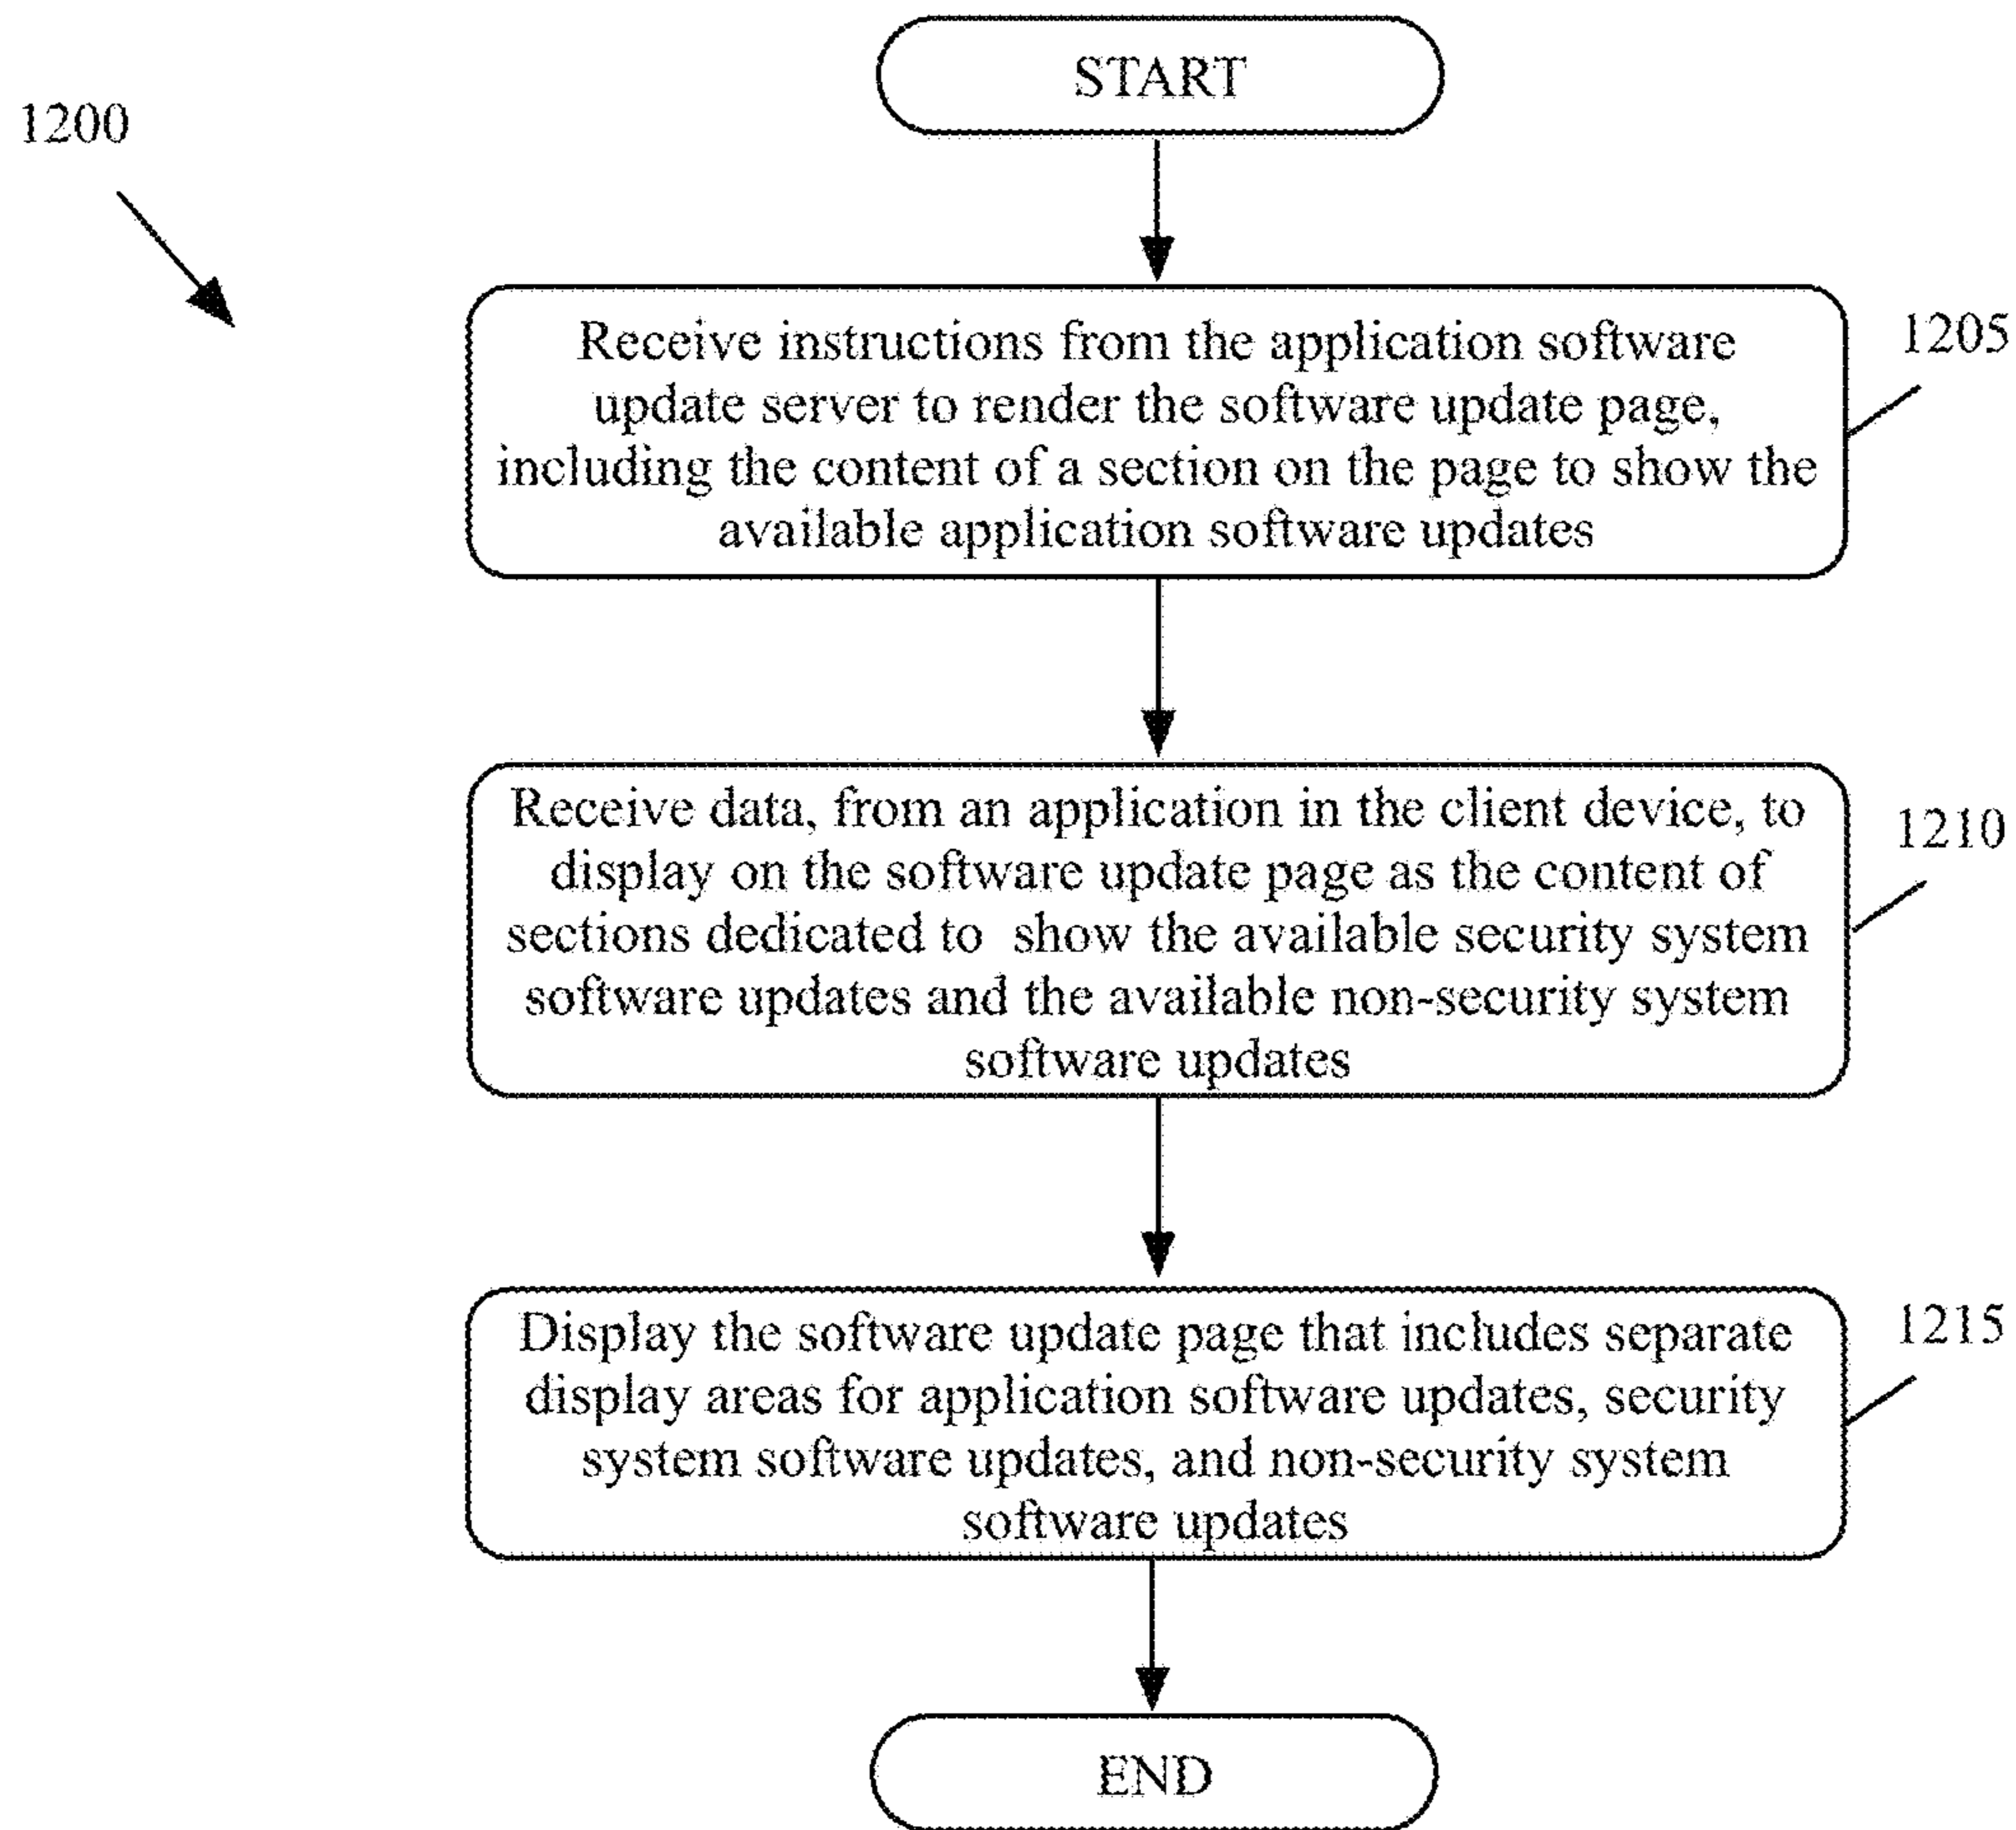 START
1200
Receive instructions from the application software
update server to render the software update page,
including the content of a section on the page to show the
available application software updates
1205
Receive data, from an application in the client device, to
display on the software update page as the content of
sections dedicated to show the available security system
software updates and the available non-security system
software updates
1210
Display the software update page that includes separate
display areas for application software updates, security
system software updates, and non-security system
software updates
1215
END